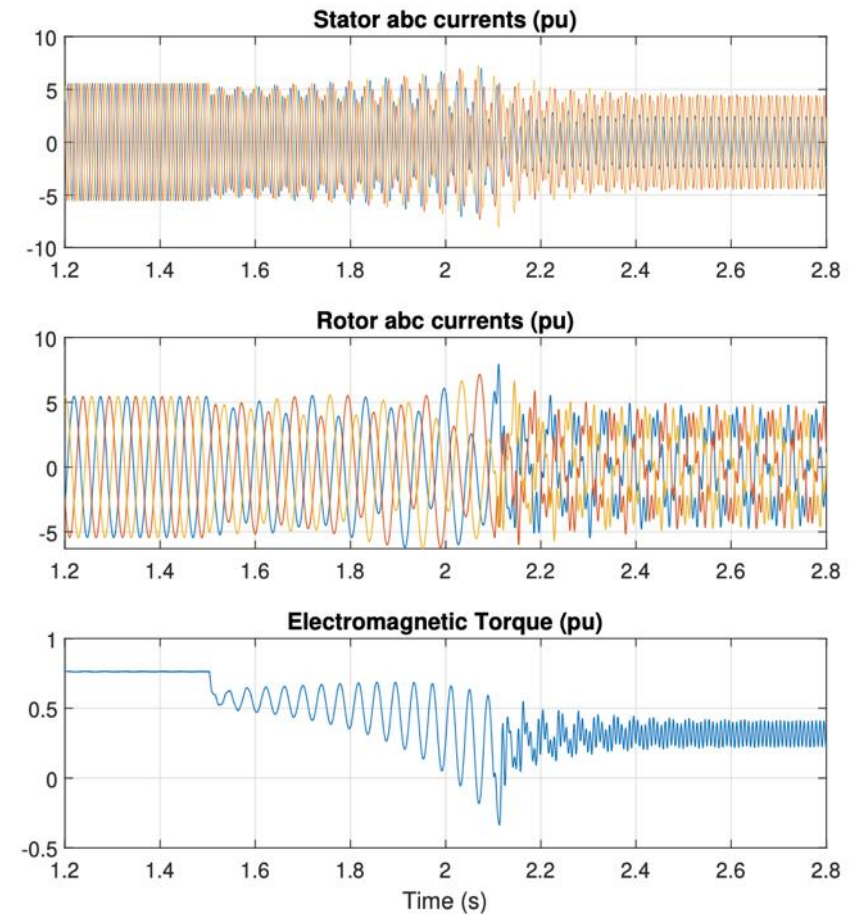 Stator abc currents (pu)
10
5
0
-5
-10
1.2 1.4 1.6 1.8 2 2.2 2.4 2.6 2.8
Rotor abc currents (pu)
10
5
0
-5
1.2 1.4 1.6 1.8 2 2.2 2.4 2.6 2.8
Electromagnetic Torque (pu)
1
0.5
0
-0.5
1.2 1.4 1.6 1.8 2 2.2 2.4 2.6 2.8
Time (s)